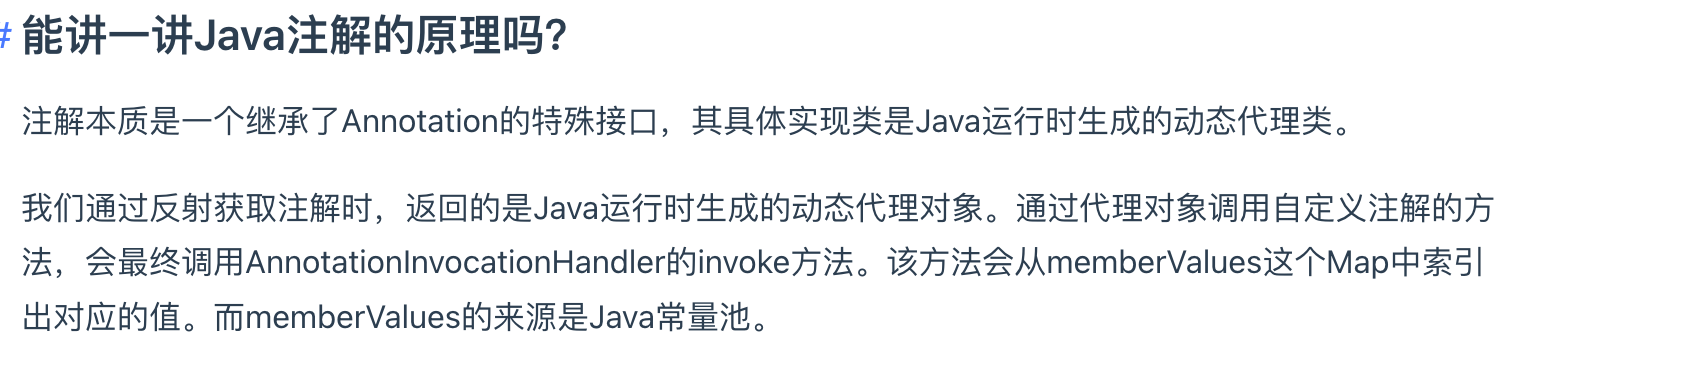 # 能讲一讲Java注解的原理吗?
注解本质是一个继承了Annotation的特殊接口，其具体实现类是Java运行时生成的动态代理类。
我们通过反射获取注解时，返回的是Java运行时生成的动态代理对象。通过代理对象调用自定义注解的方
法，会最终调用AnnotationInvocationHandler的invoke方法。该方法会从memberValues这个Map中索引
出对应的值。而memberValues的来源是Java常量池。